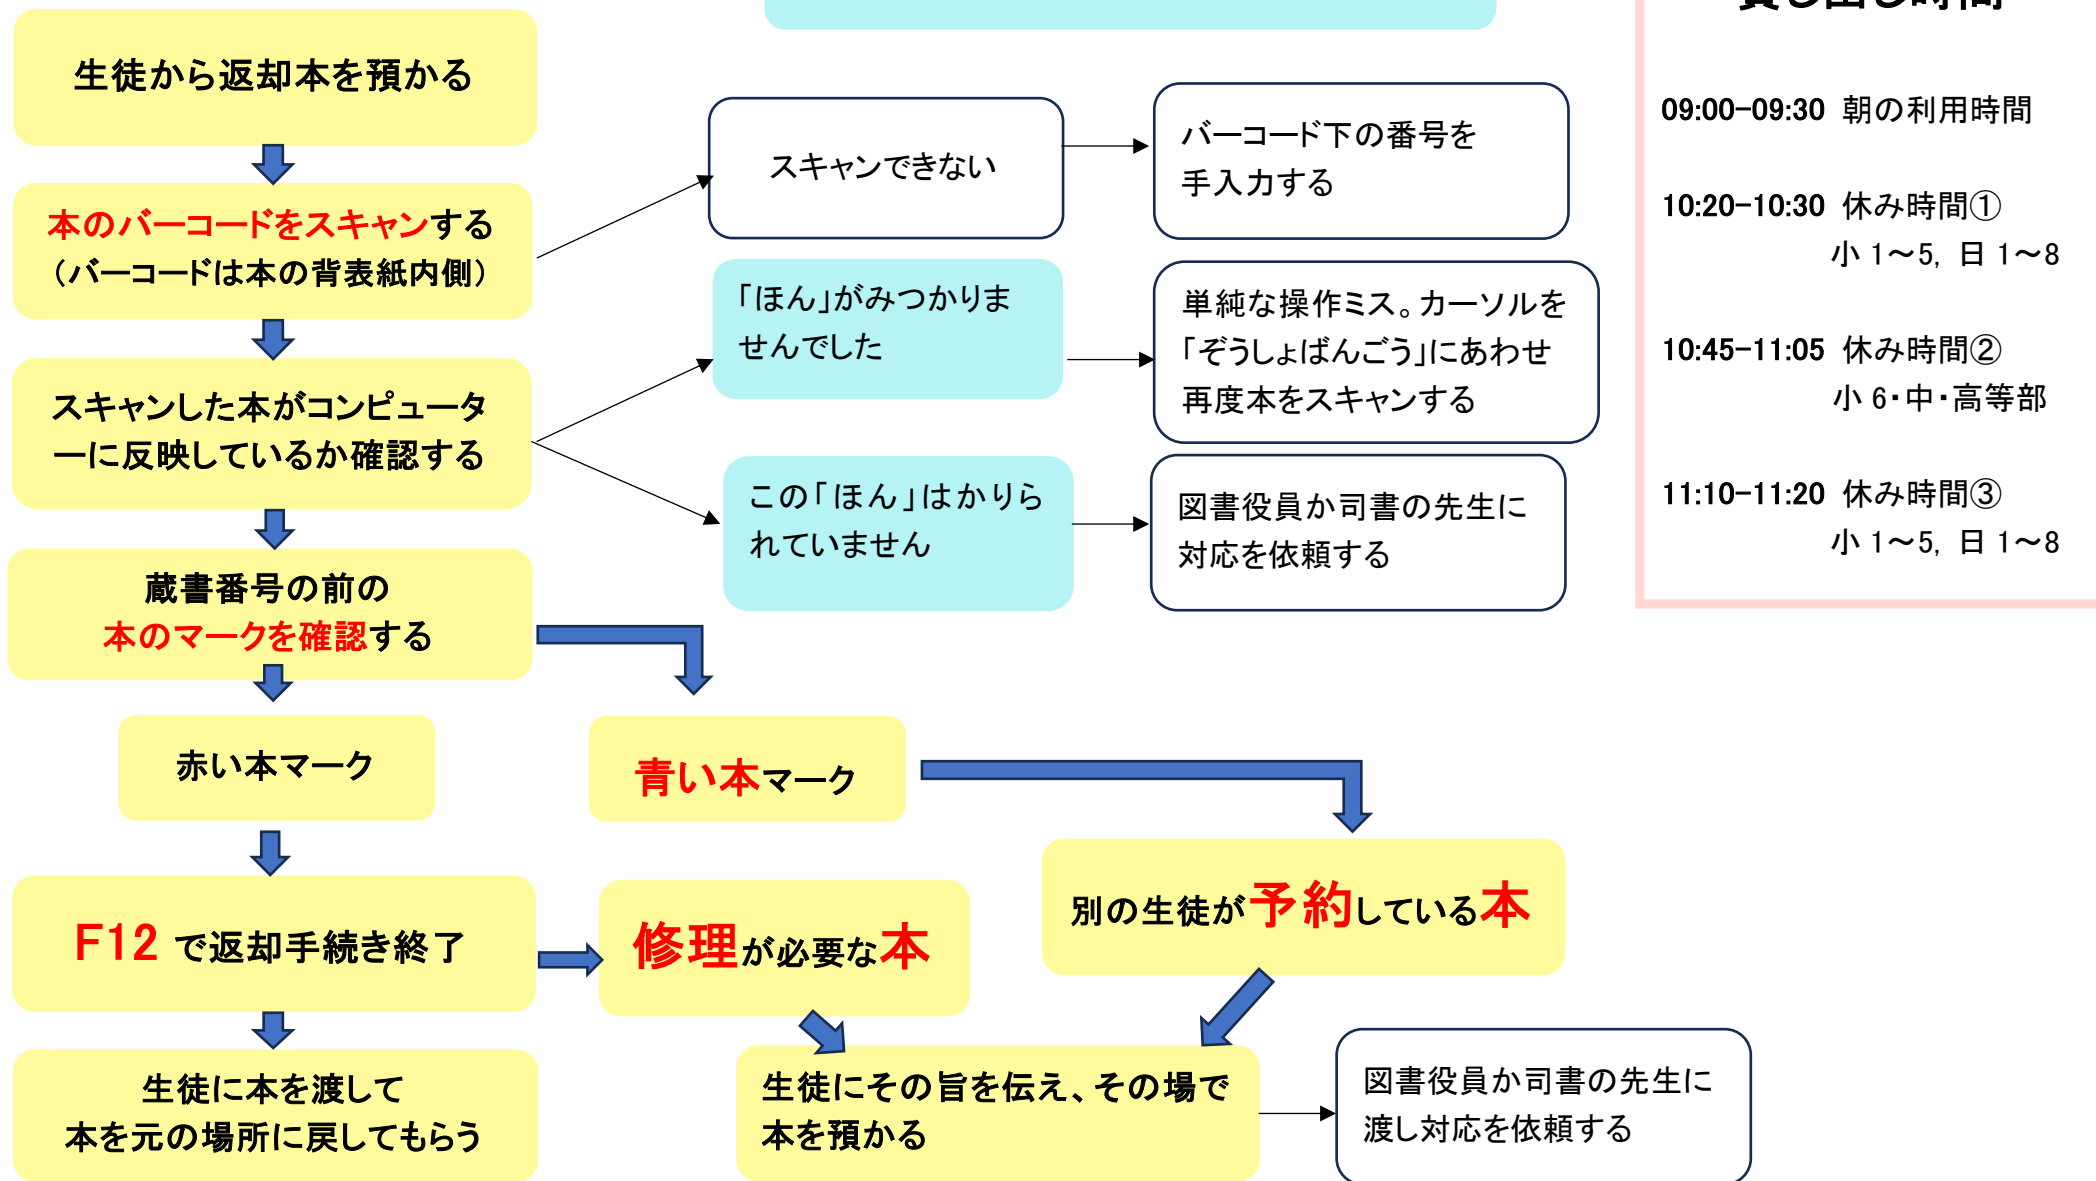 生徒から返却本を預かる
本のバーコードをスキャンする
（バーコードは本の背表紙内側）
スキャンした本がコンピュータ
ーに反映しているか確認する
蔵書番号の前の
本のマークを確認する
赤い本マーク
F12 で返却手続き終了
生徒に本を渡して
本を元の場所に戻してもらう
スキャンできない
バーコード下の番号を
手入力する
「ほん」がみつかりま
せんでした
単純な操作ミス。カーソルを
「ぞうしょばんごう」にあわせ
再度本をスキャンする
この「ほん」はかりら
れていません
図書役員か司書の先生に
対応を依頼する
青い本マーク
別の生徒が予約している本
修理が必要な本
生徒にその旨を伝え、その場で
本を預かる
図書役員か司書の先生に
渡し対応を依頼する
貸し出し時間
09:00-09:30 朝の利用時間
10:20-10:30 休み時間①
小 1～5, 日 1～8
10:45-11:05 休み時間②
小 6・中・高等部
11:10-11:20 休み時間③
小 1～5, 日 1～8